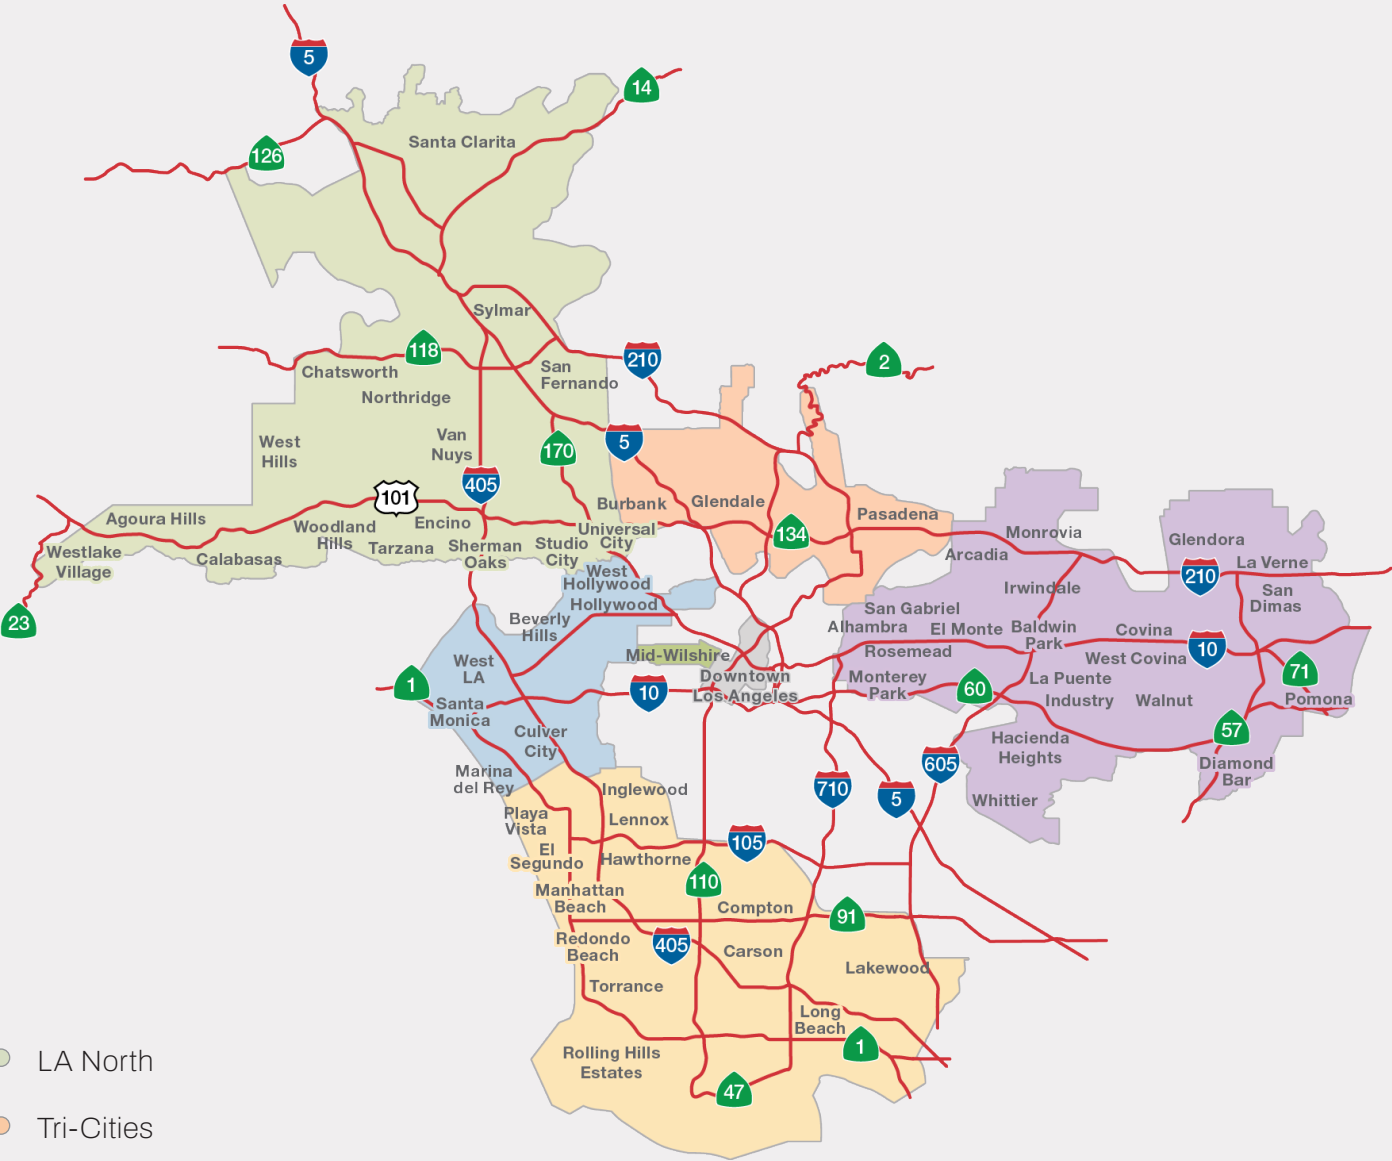 5
14
126
Santa Clarita
Sylmar
118
210
2
Chatsworth
San
Fernando
Northridge
West
Hills
Van
Nuys
170
5
405
101
Burbank
Glendale
Pasadena
134
Agoura Hills
Woodland
Hills
Encino
Universal
City
Westlake
Village
Calabasas
Tarzana
Sherman
Oaks
Studio
City
Monrovia
Arcadia
Glendora
La Verne
210
Irwindale
San
Dimas
23
West
Hollywood
Hollywood
Beverly
Hills
San Gabriel
Alhambra
El Monte
Baldwin
Park
Covina
Rosemead
West Covina
10
Mid-Wilshire
West
LA
1
10
Downtown
Los Angeles
Monterey
Park
60
La Puente
71
Industry
Walnut
Pomona
Santa
Monica
Culver
City
57
Hacienda
Heights
605
Diamond
Bar
Marina
del Rey
Inglewood
710
5
Whittier
Playa
Vista
Lennox
105
El
Segundo
Hawthorne
110
Manhattan
Beach
Compton
91
Redondo
Beach
405
Carson
Lakewood
Torrance
Long
Beach
1
Rolling Hills
Estates
47
LA North
Tri-Cities